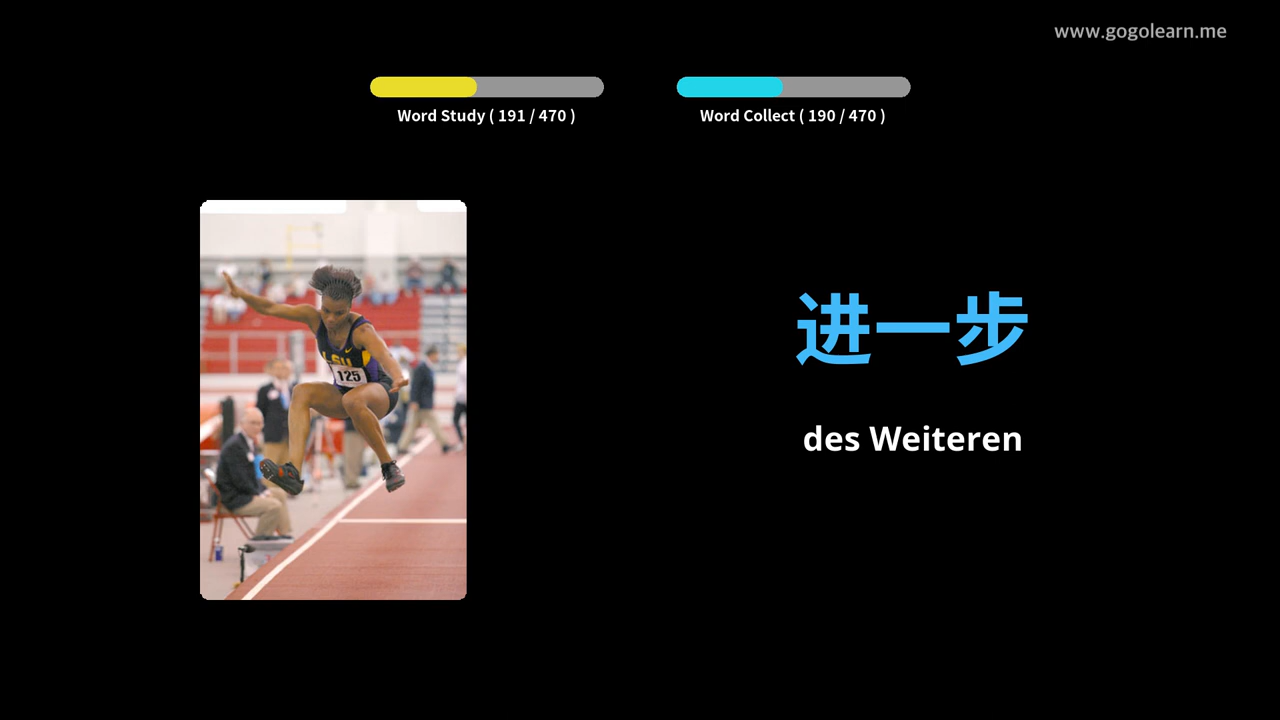 www.gogolearn.me
Word Study ( 191 / 470 )
Word Collect ( 190 / 470 )
LSU
125
进一步
des Weiteren